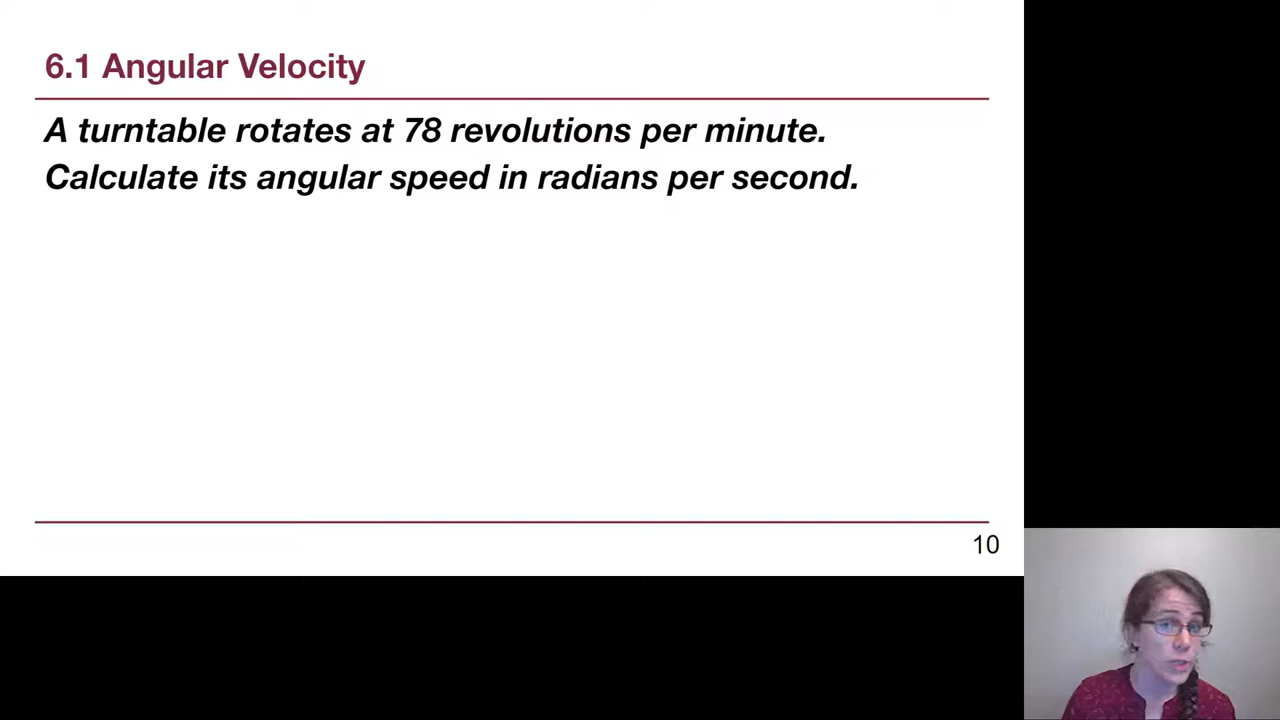 6.1 Angular Velocity
A turntable rotates at 78 revolutions per minute.
Calculate its angular speed in radians per second.
10